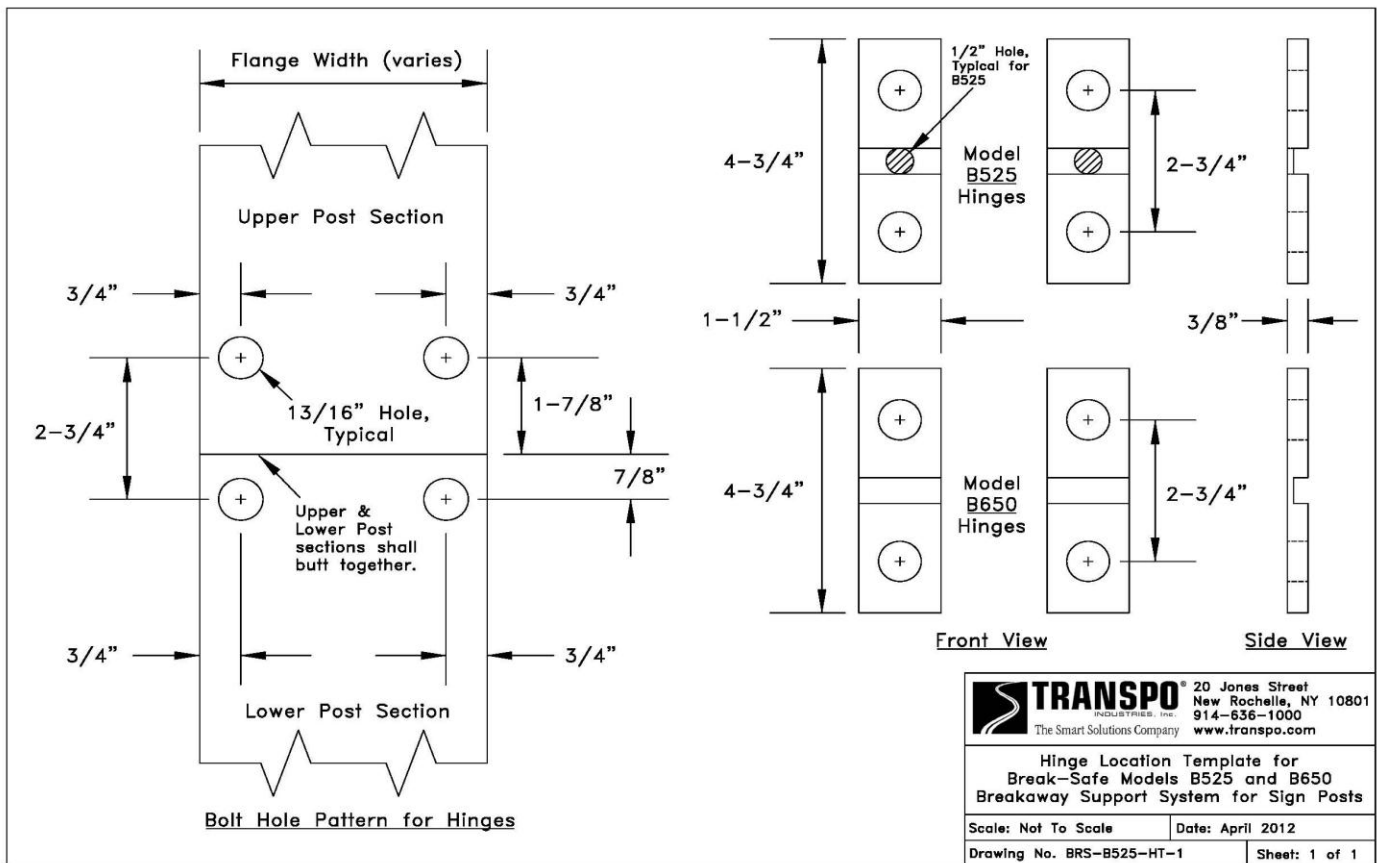 Flange Width (varies)
Upper Post Section
3/4"
3/4"
13/16" Hole,
Typical
1-7/8"
2-3/4"
7/8"
Upper &
Lower Post
sections shall
butt together.
3/4"
3/4"
Lower Post Section
Bolt Hole Pattern for Hinges
1/2" Hole,
Typical for
B525
4-3/4"
Model
B525
Hinges
2-3/4"
1-1/2"
3/8"
4-3/4"
Model
B650
Hinges
2-3/4"
Front View
Side View
TRANSPO®
INDUSTRIES, Inc.
The Smart Solutions Company
20 Jones Street
New Rochelle, NY 10801
914-636-1000
www.transpo.com
Hinge Location Template for
Break-Safe Models B525 and B650
Breakaway Support System for Sign Posts
Scale: Not To Scale
Date: April 2012
Drawing No. BRS-B525-HT-1
Sheet: 1 of 1